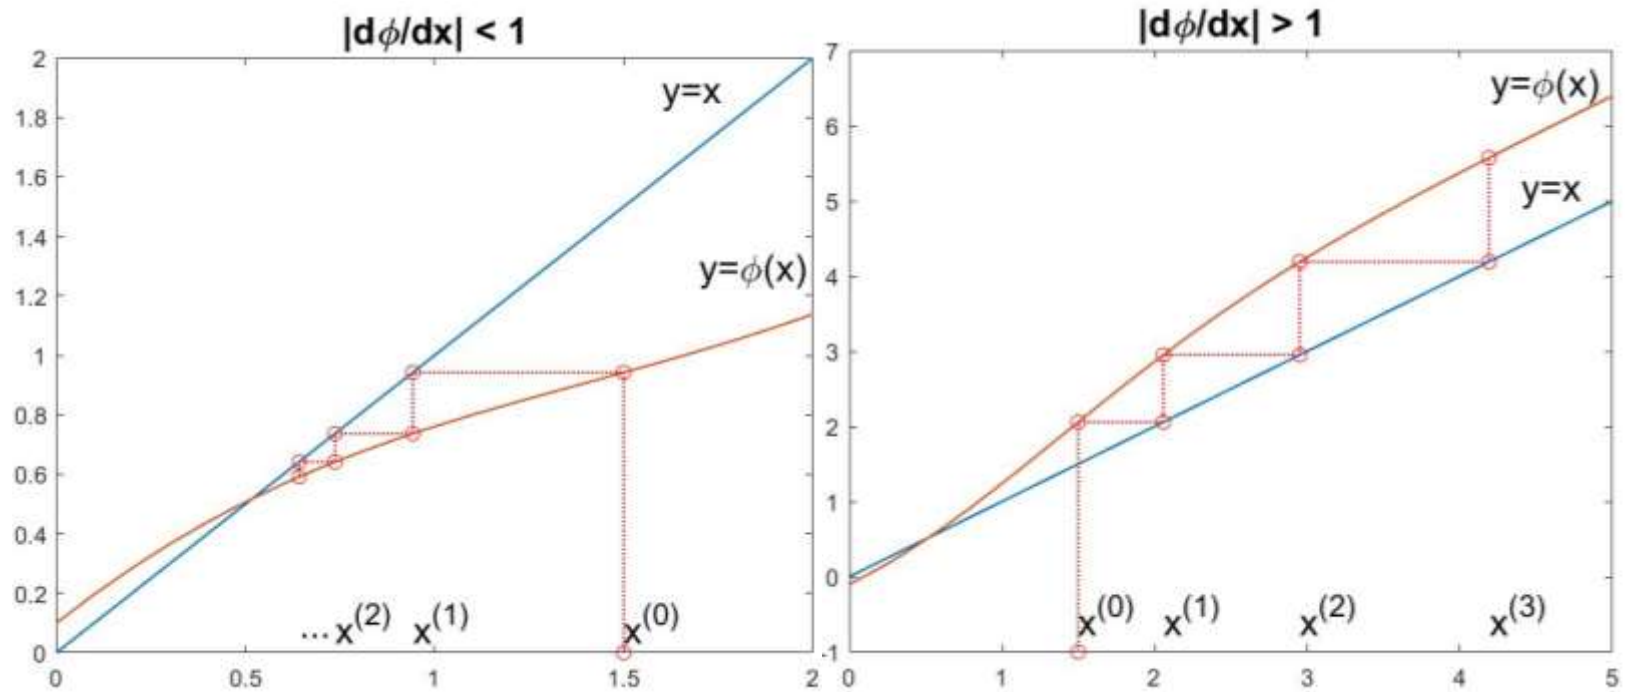 |dϕ/dx| < 1
2
1.8
1.6
1.4
1.2
1
0.8
0.6
0.4
0.2
0
y=x
y=ϕ(x)
...x(2) x(1) x(0)
0 0.5 1 1.5 2
|dϕ/dx| > 1
7
6
5
4
3
2
1
0
-1
y=ϕ(x)
y=x
x(0) x(1) x(2) x(3)
0 1 2 3 4 5